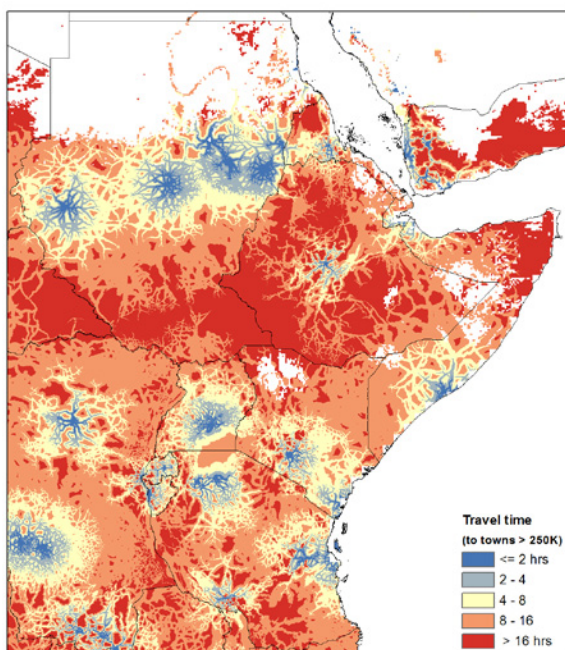 Travel time
(to towns > 250K)
<= 2 hrs
2 - 4
4 - 8
8 - 16
> 16 hrs